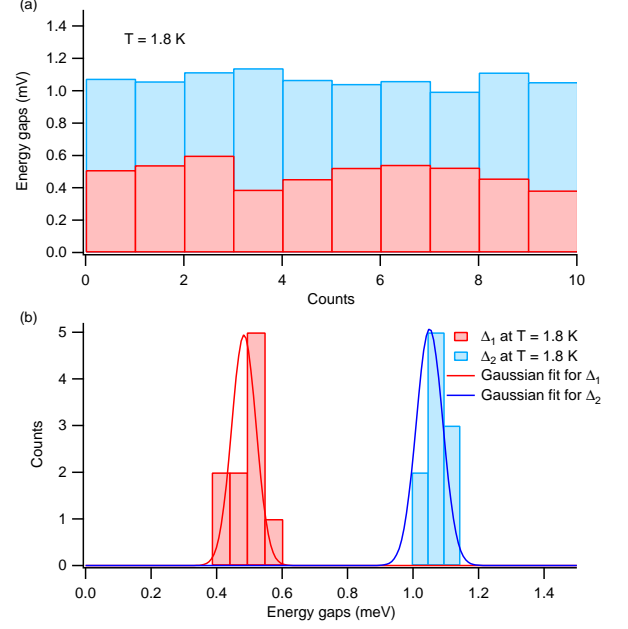 (a)
T = 1.8 K
Energy gaps (mV)
1.4
1.2
1.0
0.8
0.6
0.4
0.2
0.0
0 2 4 6 8 10
Counts
(b)
Δ₁ at T = 1.8 K
Δ₂ at T = 1.8 K
Gaussian fit for Δ₁
Gaussian fit for Δ₂
Counts
5
4
3
2
1
0
0.0 0.2 0.4 0.6 0.8 1.0 1.2 1.4
Energy gaps (meV)